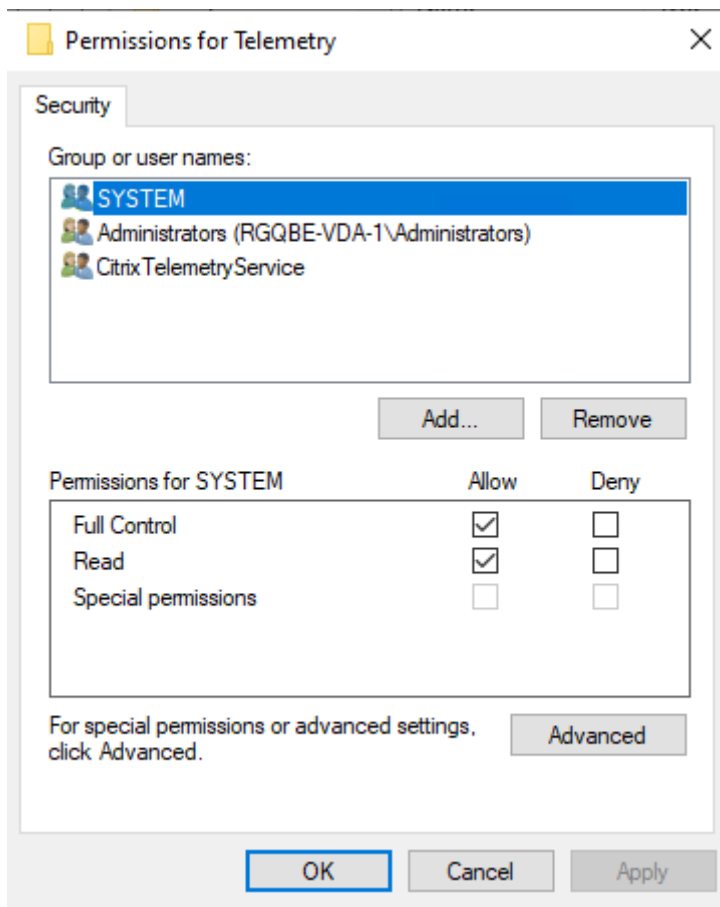 Permissions for Telemetry
Security
Group or user names:
SYSTEM
Administrators (RGQBE-VDA-1\Administrators)
CitrixTelemetryService
Add... Remove
Permissions for SYSTEM Allow Deny
Full Control
Read
Special permissions
For special permissions or advanced settings,
click Advanced.
Advanced
OK Cancel Apply